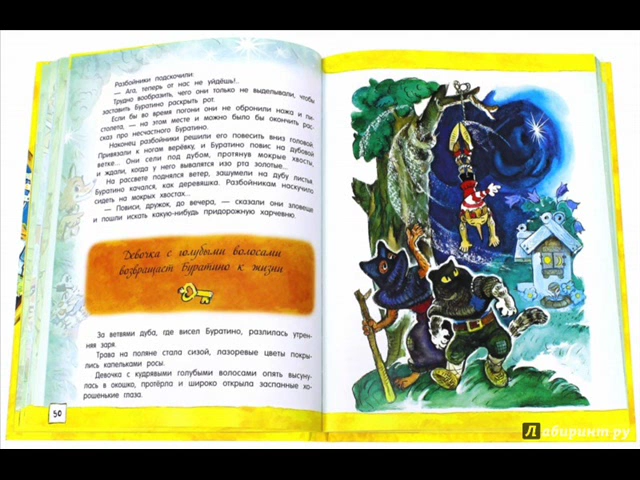 Разбойники подскочили:
— Ага, теперь от нас не уйдёшь!..
Трудно вообразить, чего они только не выделывали, чтобы
заставить Буратино раскрыть рот.
Если бы во время погони они не обронили ножа и пи-
столета, — на этом месте и можно было бы окончить рас-
сказ про несчастного Буратино.
Наконец разбойники решили его повесить вниз головой.
Привязали к ногам верёвку, и Буратино повис на дубовой
ветке... Они сели под дубом, протянув мокрые хвосты,
и ждали, когда у него вывалятся изо рта золотые...
На рассвете поднялся ветер, зашумели на дубу листья.
Буратино качался, как деревяшка. Разбойникам наскучило
сидеть на мокрых хвостах...
— Повиси, дружок, до вечера, — сказали они зловеще
и пошли искать какую-нибудь придорожную харчевню.
Девочка с голубыми волосами
возвращает Буратино к жизни
За ветвями дуба, где висел Буратино, разлилась утрен-
няя заря.
Трава на поляне стала сизой, лазоревые цветы покры-
лись капельками росы.
Девочка с кудрявыми голубыми волосами опять высуну-
лась в окошко, протёрла и широко открыла заспанные
хорошенькие глаза.
50
Лабиринт.ру